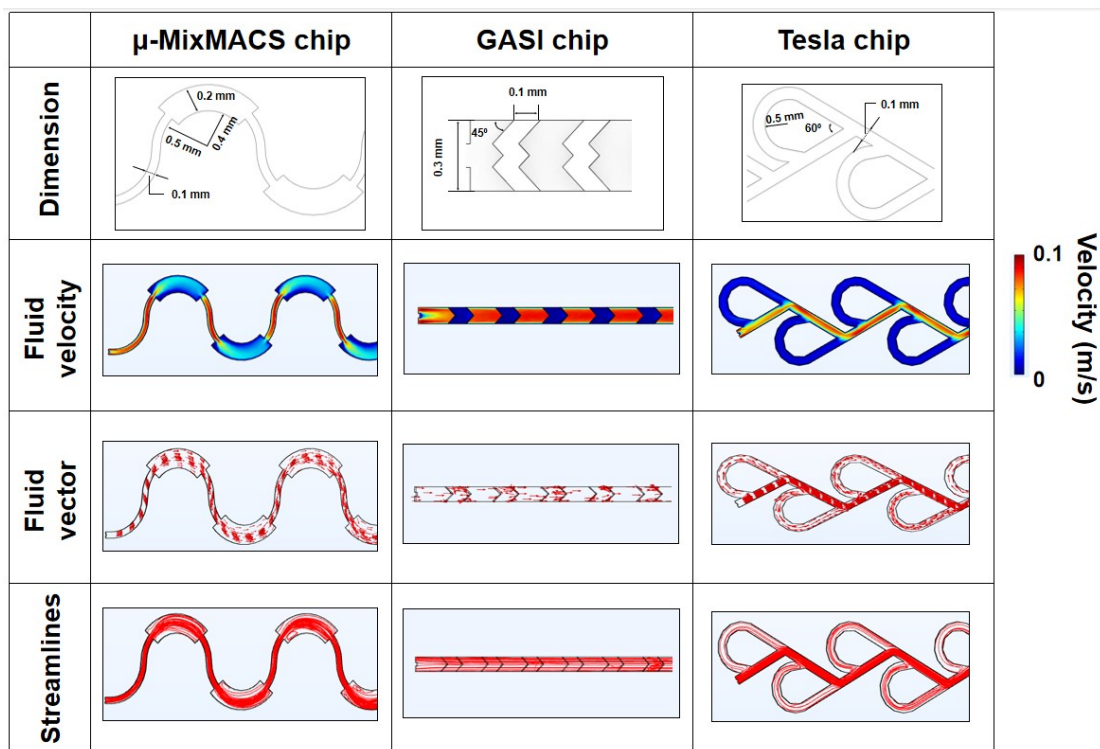 µ-MixMACS chip
GASI chip
Tesla chip
Dimension
0.2 mm
0.5 mm
0.4 mm
0.1 mm
0.1 mm
45º
0.3 mm
0.1 mm
0.5 mm
60º
Fluid
velocity
0.1
0
Velocity (m/s)
Fluid
vector
Streamlines